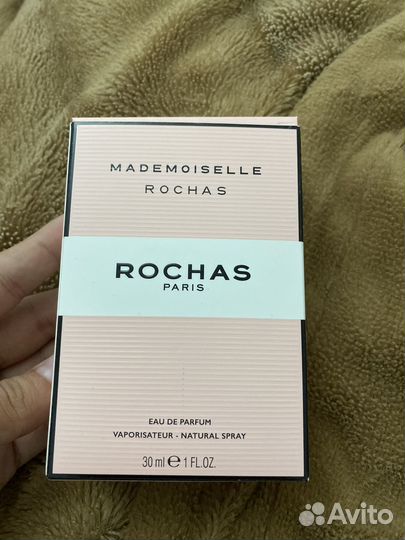 MADEMOISELLE
ROCHAS
ROCHAS
PARIS
EAU DE PARFUM
VAPORISATEUR - NATURAL SPRAY
30 ml ℮ 1 FL.OZ.
Avito